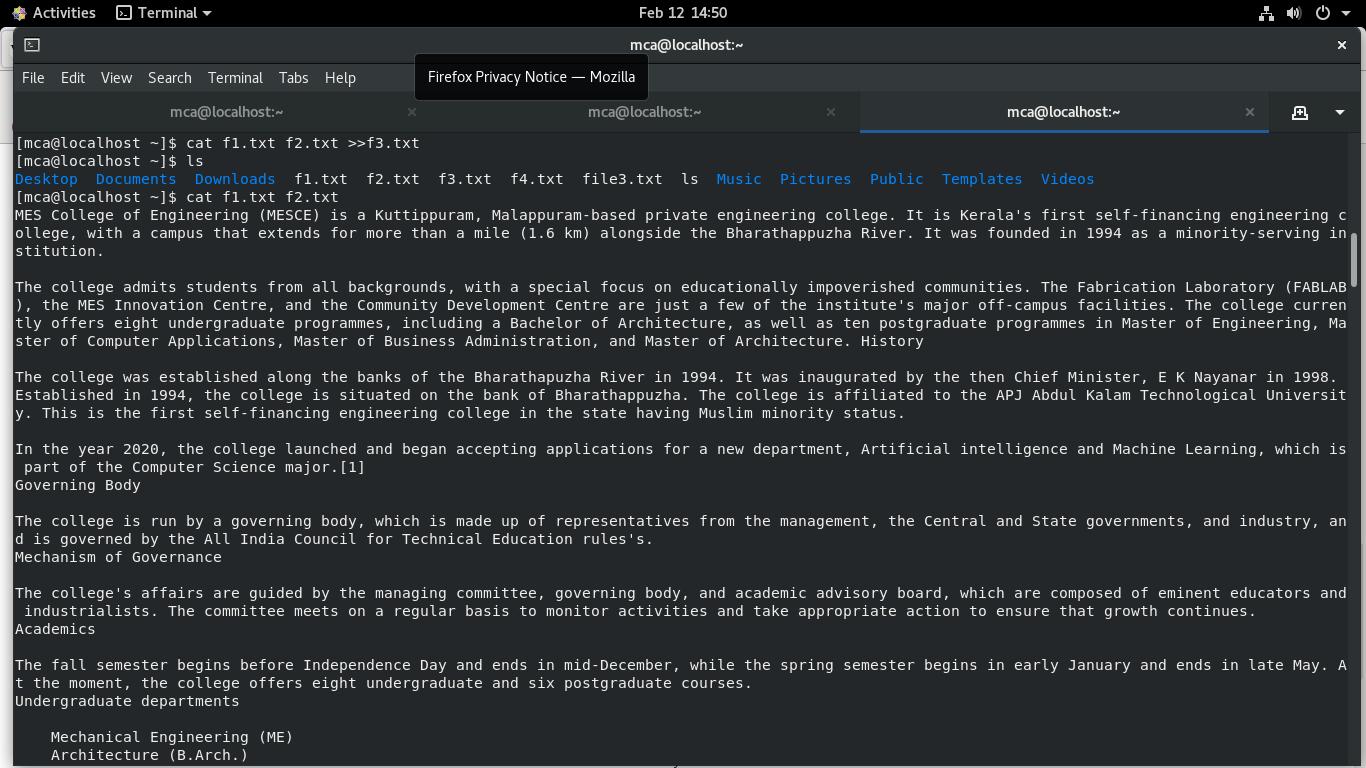 Activities Terminal Feb 12 14:50
mca@localhost:~
File Edit View Search Terminal Tabs Help
Firefox Privacy Notice — Mozilla
mca@localhost:~ mca@localhost:~ mca@localhost:~
[mca@localhost ~]$ cat f1.txt f2.txt >>f3.txt
[mca@localhost ~]$ ls
Desktop Documents Downloads f1.txt f2.txt f3.txt f4.txt file3.txt ls Music Pictures Public Templates Videos
[mca@localhost ~]$ cat f1.txt f2.txt
MES College of Engineering (MESCE) is a Kuttippuram, Malappuram-based private engineering college. It is Kerala's first self-financing engineering c
ollege, with a campus that extends for more than a mile (1.6 km) alongside the Bharathappuzha River. It was founded in 1994 as a minority-serving in
stitution.
The college admits students from all backgrounds, with a special focus on educationally impoverished communities. The Fabrication Laboratory (FABLAB
), the MES Innovation Centre, and the Community Development Centre are just a few of the institute's major off-campus facilities. The college curren
tly offers eight undergraduate programmes, including a Bachelor of Architecture, as well as ten postgraduate programmes in Master of Engineering, Ma
ster of Computer Applications, Master of Business Administration, and Master of Architecture. History
The college was established along the banks of the Bharathapuzha River in 1994. It was inaugurated by the then Chief Minister, E K Nayanar in 1998.
Established in 1994, the college is situated on the bank of Bharathappuzha. The college is affiliated to the APJ Abdul Kalam Technological Universit
y. This is the first self-financing engineering college in the state having Muslim minority status.
In the year 2020, the college launched and began accepting applications for a new department, Artificial intelligence and Machine Learning, which is
part of the Computer Science major.[1]
Governing Body
The college is run by a governing body, which is made up of representatives from the management, the Central and State governments, and industry, an
d is governed by the All India Council for Technical Education rules's.
Mechanism of Governance
The college's affairs are guided by the managing committee, governing body, and academic advisory board, which are composed of eminent educators and
industrialists. The committee meets on a regular basis to monitor activities and take appropriate action to ensure that growth continues.
Academics
The fall semester begins before Independence Day and ends in mid-December, while the spring semester begins in early January and ends in late May. A
t the moment, the college offers eight undergraduate and six postgraduate courses.
Undergraduate departments
Mechanical Engineering (ME)
Architecture (B.Arch.)